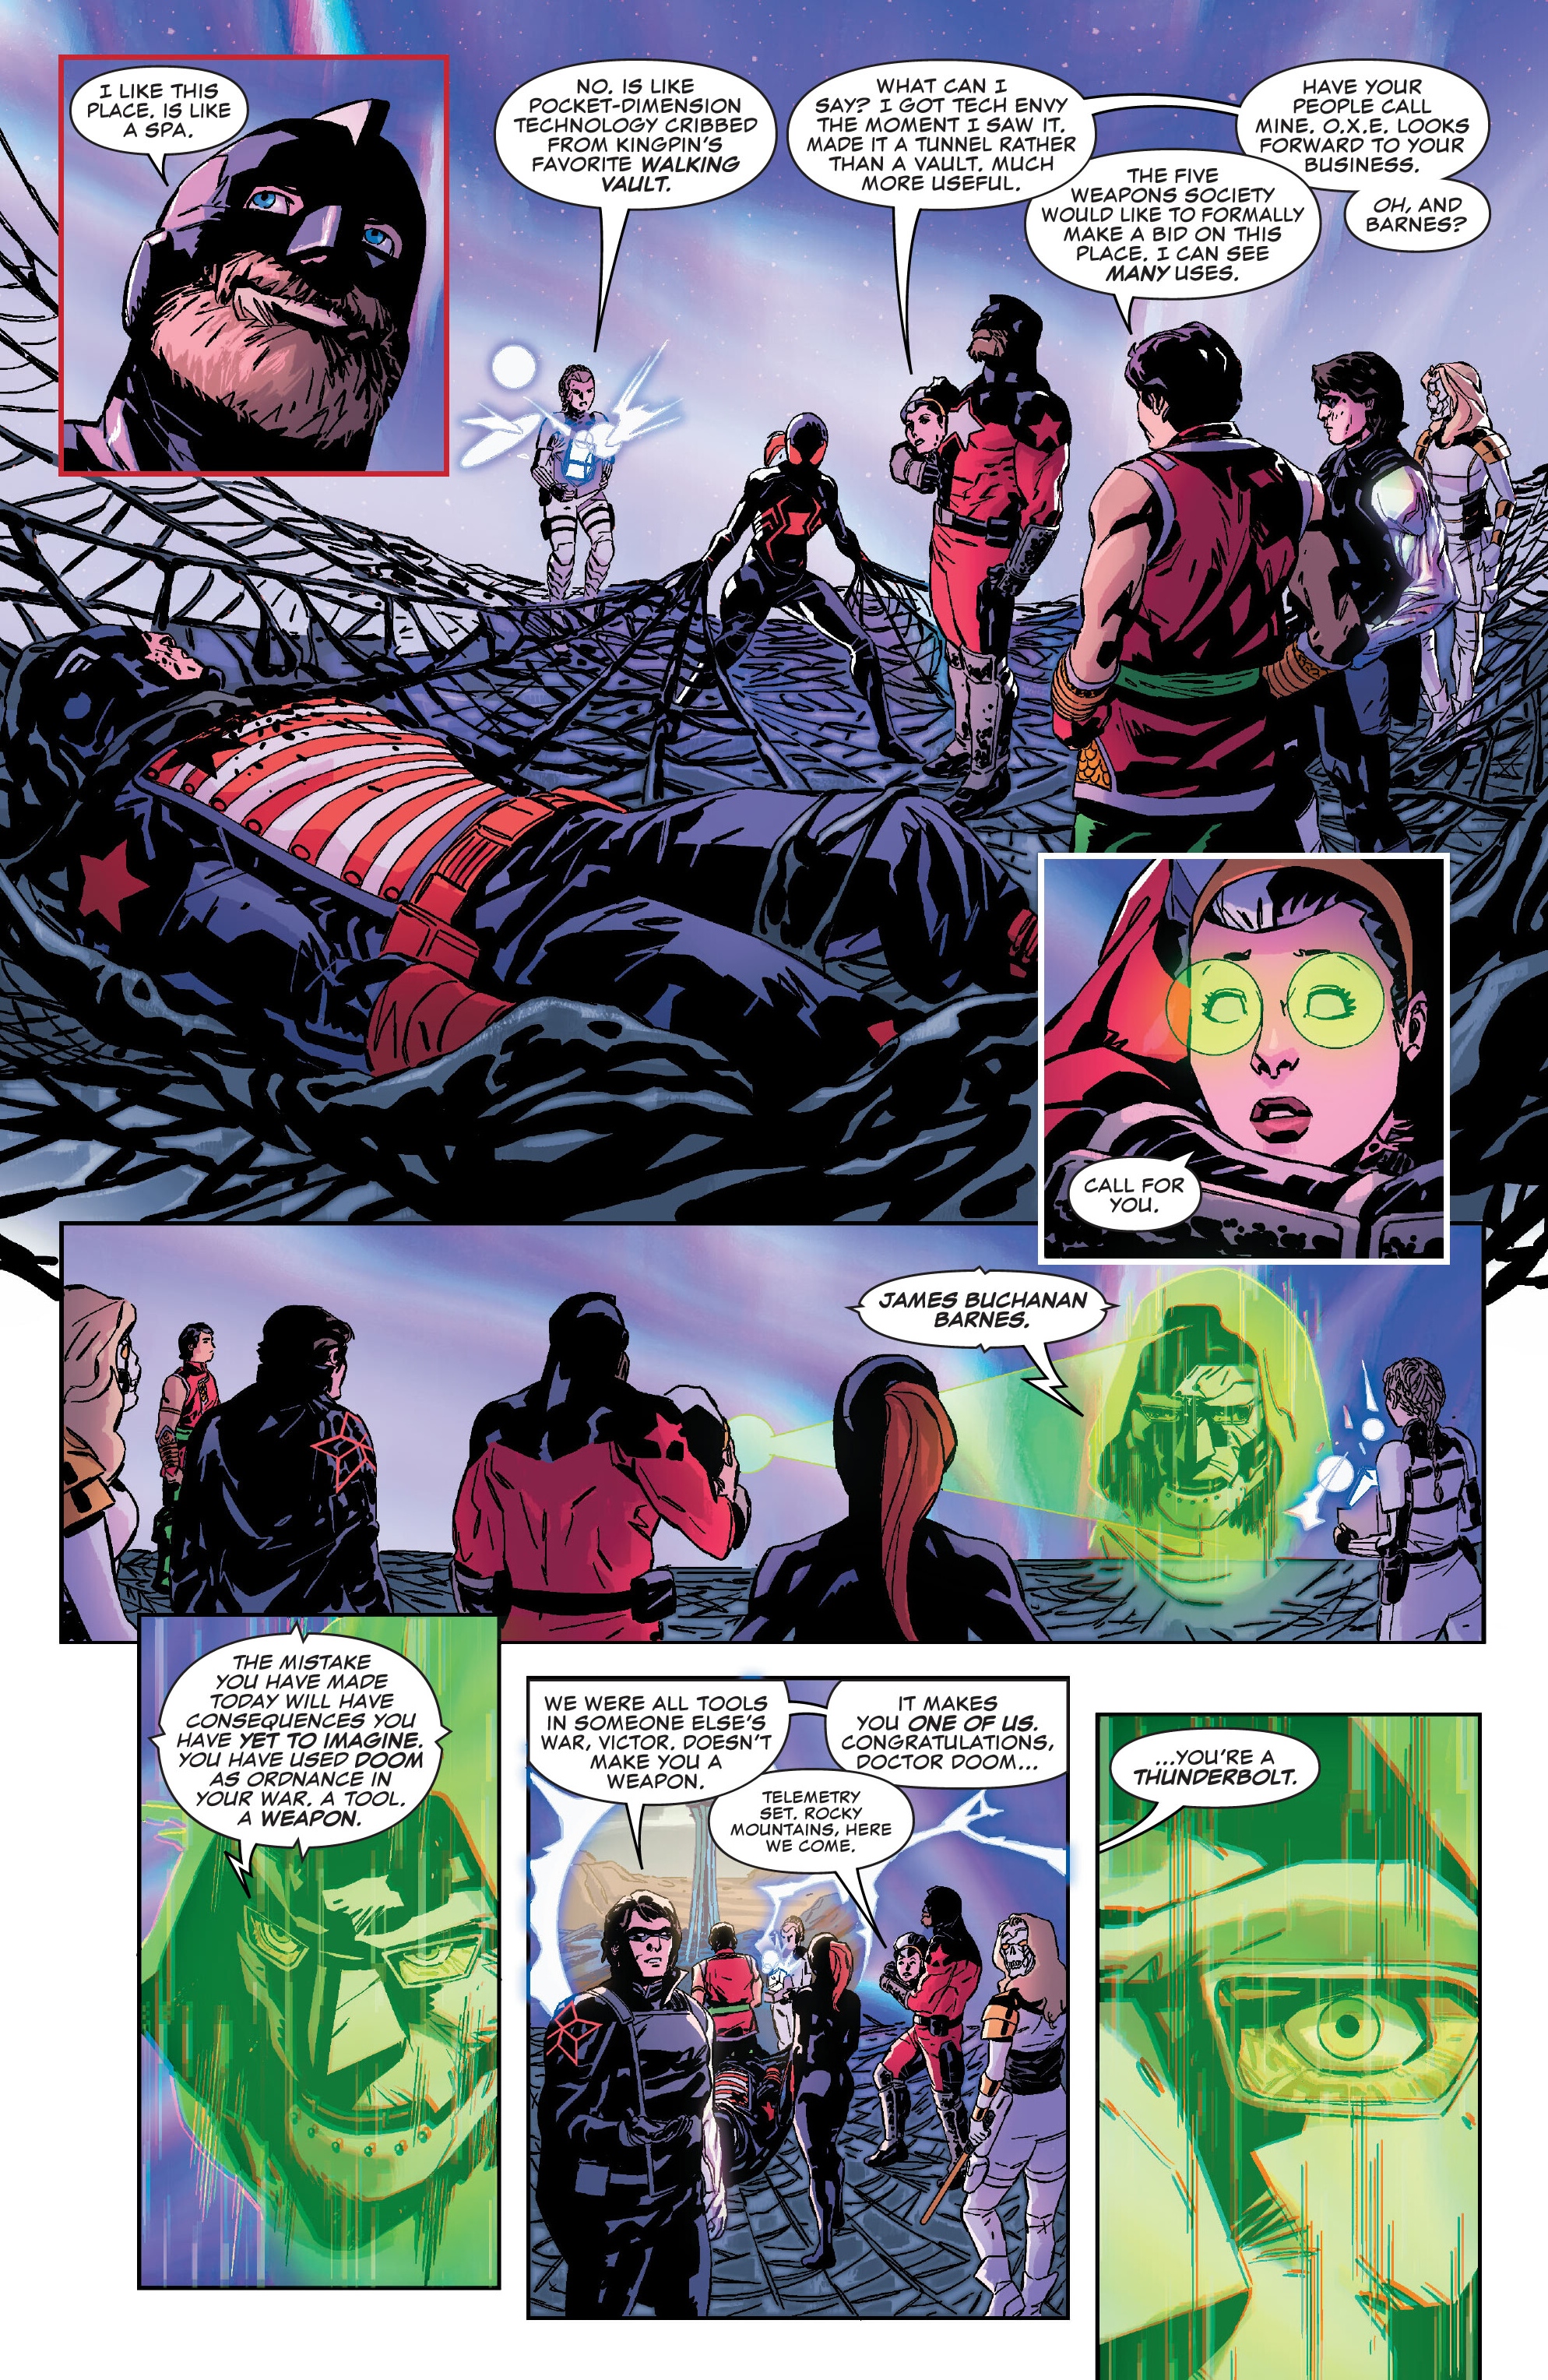 I LIKE THIS
PLACE. IS LIKE
A SPA.
NO. IS LIKE
POCKET-DIMENSION
TECHNOLOGY CRIBBED
FROM KINGPIN'S
FAVORITE WALKING
VAULT.
WHAT CAN I
SAY? I GOT TECH ENVY
THE MOMENT I SAW IT.
MADE IT A TUNNEL RATHER
THAN A VAULT. MUCH
MORE USEFUL.
THE FIVE
WEAPONS SOCIETY
WOULD LIKE TO FORMALLY
MAKE A BID ON THIS
PLACE. I CAN SEE
MANY USES.
HAVE YOUR
PEOPLE CALL
MINE. O.X.E. LOOKS
FORWARD TO YOUR
BUSINESS.
OH, AND
BARNES?
CALL FOR
YOU.
JAMES BUCHANAN
BARNES.
THE MISTAKE
YOU HAVE MADE
TODAY WILL HAVE
CONSEQUENCES YOU
HAVE YET TO IMAGINE.
YOU HAVE USED DOOM
AS ORDNANCE IN
YOUR WAR. A TOOL.
A WEAPON.
WE WERE ALL TOOLS
IN SOMEONE ELSE'S
WAR, VICTOR. DOESN'T
MAKE YOU A
WEAPON.
IT MAKES
YOU ONE OF US.
CONGRATULATIONS,
DOCTOR DOOM...
TELEMETRY
SET. ROCKY
MOUNTAINS, HERE
WE COME.
...YOU'RE A
THUNDERBOLT.